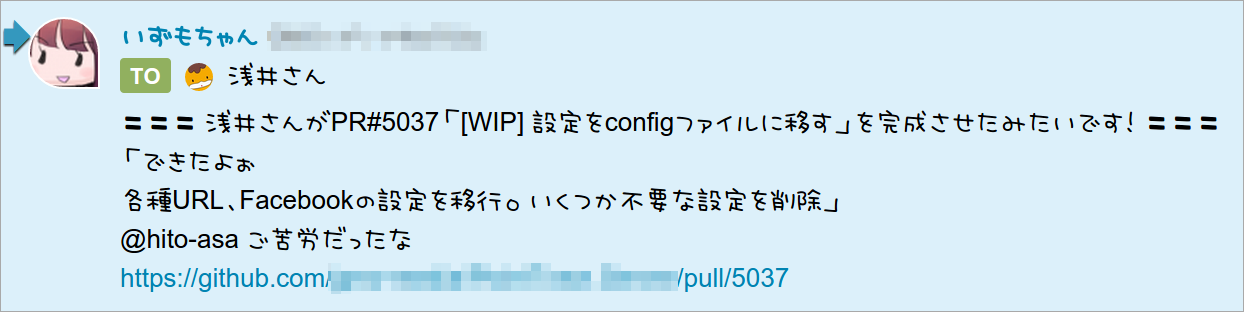 いずもちゃん
TO 浅井さん
＝＝＝ 浅井さんがPR#5037「[WIP] 設定をconfigファイルに移す」を完成させたみたいです！ ＝＝＝
「できたよぉ
各種URL、Facebookの設定を移行。いくつか不要な設定を削除」
@hito-asa ご苦労だったな
https://github.com/ /pull/5037